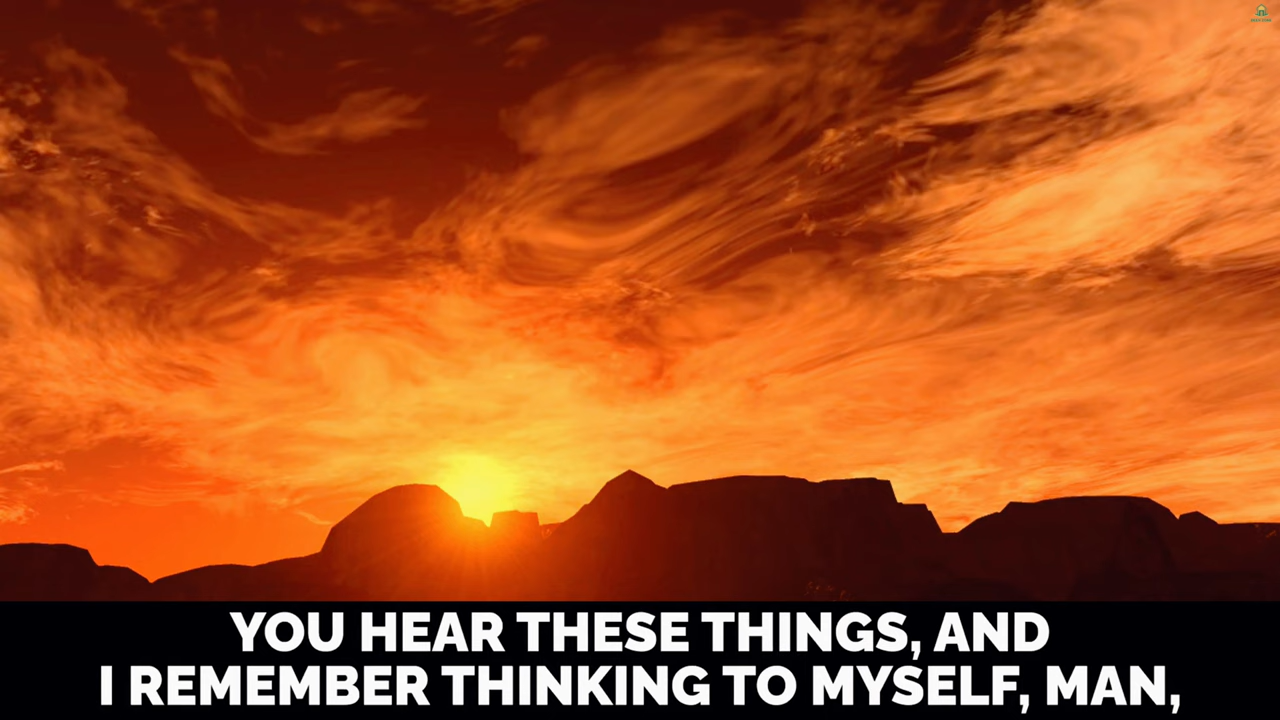 YOU HEAR THESE THINGS, AND
I REMEMBER THINKING TO MYSELF, MAN,